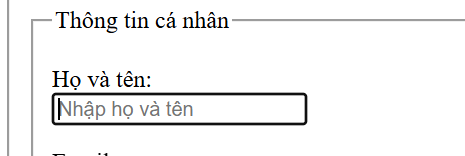 Thông tin cá nhân
Họ và tên:
Nhập họ và tên